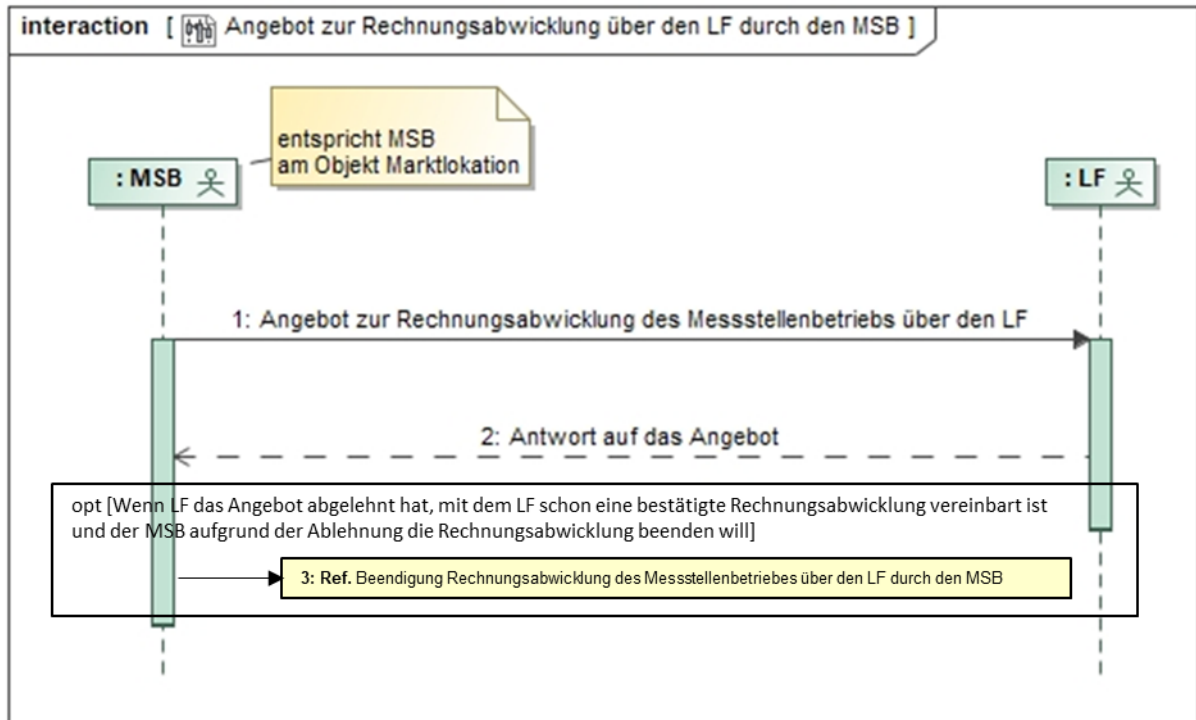 interaction [ Angebot zur Rechnungsabwicklung über den LF durch den MSB ]
entspricht MSB
am Objekt Marktlokation
: MSB
: LF
1: Angebot zur Rechnungsabwicklung des Messstellenbetriebs über den LF
2: Antwort auf das Angebot
opt [Wenn LF das Angebot abgelehnt hat, mit dem LF schon eine bestätigte Rechnungsabwicklung vereinbart ist
und der MSB aufgrund der Ablehnung die Rechnungsabwicklung beenden will]
3: Ref. Beendigung Rechnungsabwicklung des Messstellenbetriebes über den LF durch den MSB